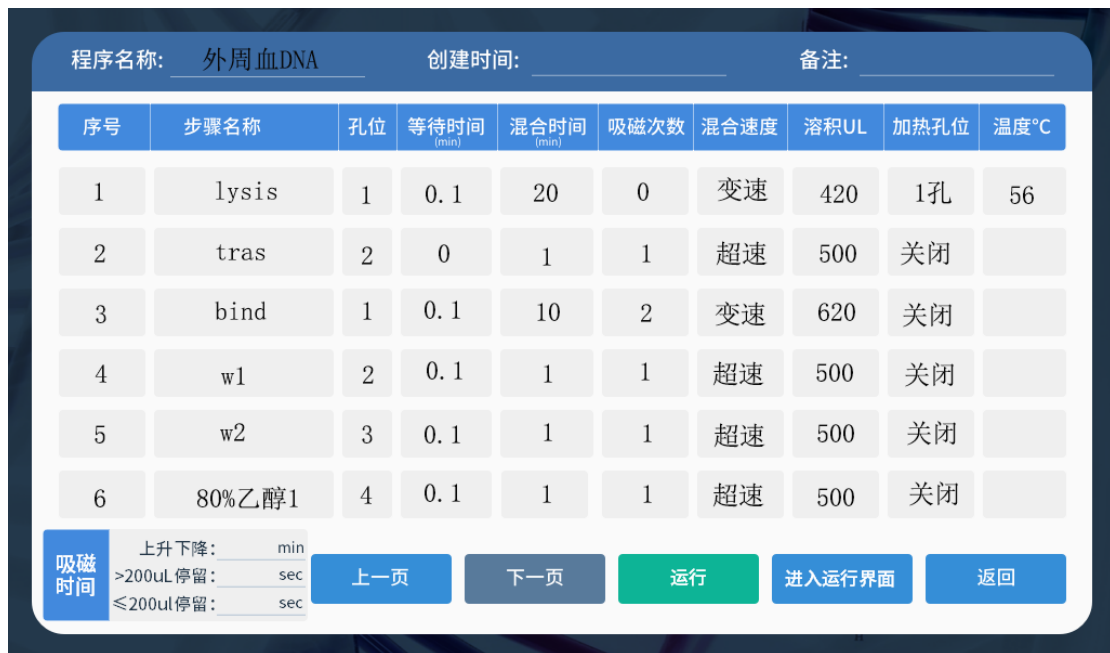 程序名称: 外周血DNA 创建时间: 备注:
序号 步骤名称 孔位 等待时间(min) 混合时间(min) 吸磁次数 混合速度 溶积UL 加热孔位 温度℃
1 lysis 1 0.1 20 0 变速 420 1孔 56
2 tras 2 0 1 1 超速 500 关闭
3 bind 1 0.1 10 2 变速 620 关闭
4 w1 2 0.1 1 1 超速 500 关闭
5 w2 3 0.1 1 1 超速 500 关闭
6 80%乙醇1 4 0.1 1 1 超速 500 关闭
吸磁时间
上升下降: min
>200uL停留: sec
≤200ul停留: sec
上一页 下一页 运行 进入运行界面 返回